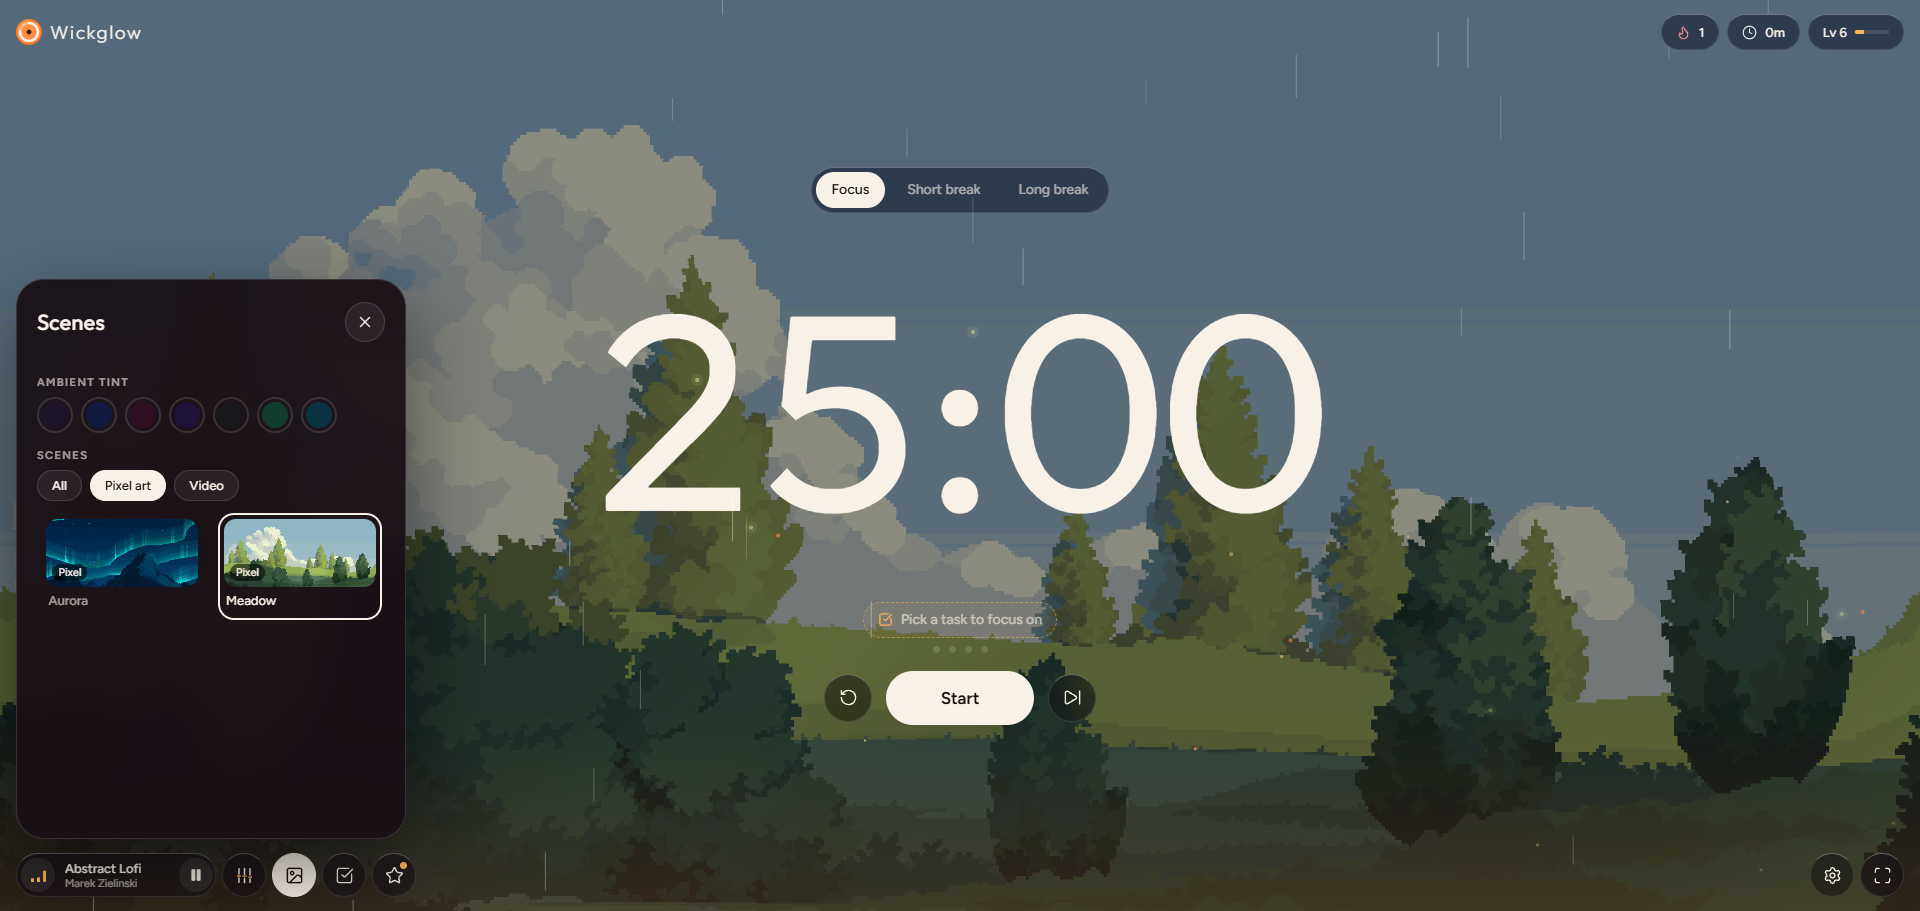 Wickglow
1
0m
Lv 6
Focus
Short break
Long break
Scenes
AMBIENT TINT
SCENES
All
Pixel art
Video
Pixel
Aurora
Pixel
Meadow
25:00
Pick a task to focus on
Start
Abstract Lofi
Marek Zielinski